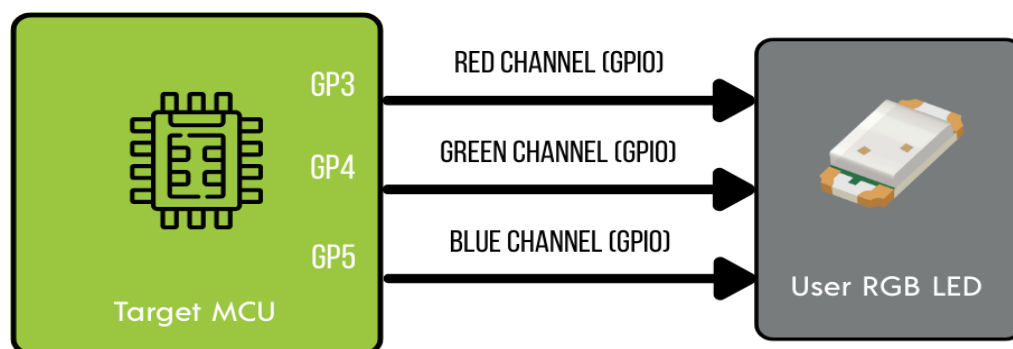 RED CHANNEL (GPIO)
GP3
GREEN CHANNEL (GPIO)
GP4
BLUE CHANNEL (GPIO)
GP5
User RGB LED
Target MCU